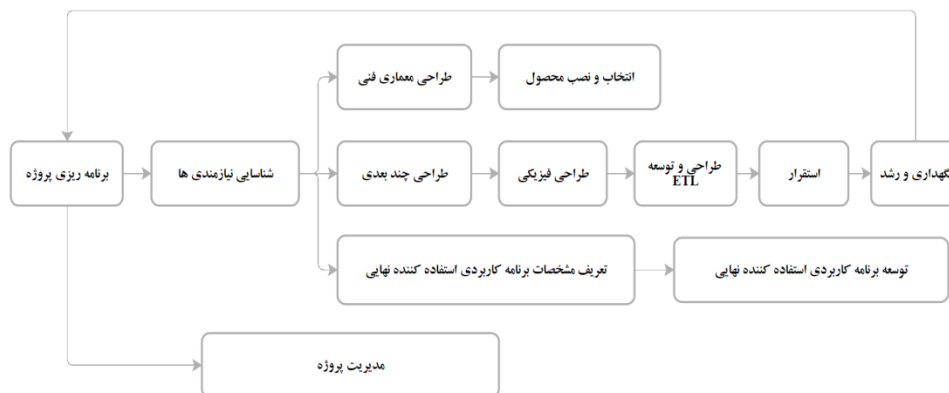 طراحی معماری فنی
انتخاب و نصب محصول
برنامه ریزی پروژه
شناسایی نیازمندی ها
طراحی چند بعدی
طراحی فیزیکی
طراحی و توسعه
ETL
استقرار
نگهداری و رشد
تعریف مشخصات برنامه کاربردی استفاده کننده نهایی
توسعه برنامه کاربردی استفاده کننده نهایی
مدیریت پروژه